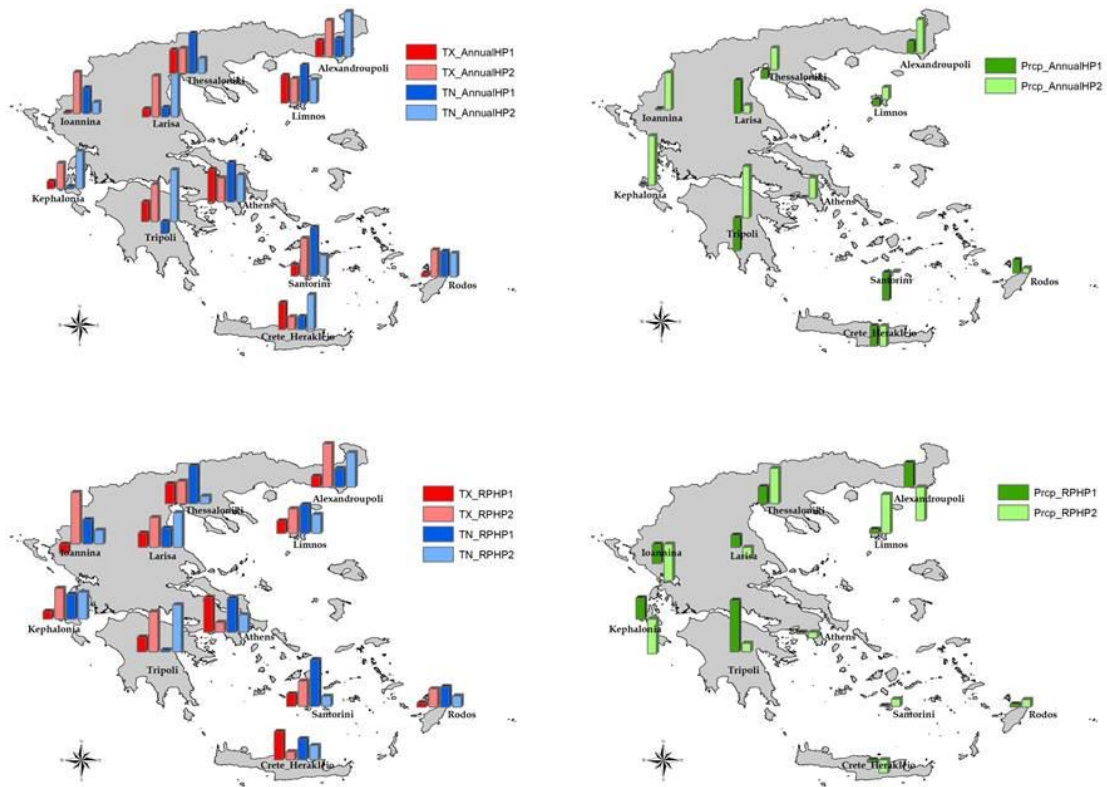 TX_AnnualHP1
TX_AnnualHP2
TN_AnnualHP1
TN_AnnualHP2
Alexandroupoli
Thessaloniki
Limnos
Ioannina
Larisa
Kephalonia
Athens
Tripoli
Santorini
Rodos
Crete_Heraklejo
Prcp_AnnualHP1
Prcp_AnnualHP2
Alexandroupoli
Thessaloniki
Limnos
Ioannina
Larisa
Kephalonia
Athens
Tripoli
Santorini
Rodos
Crete_Heraklejo
TX_RPHP1
TX_RPHP2
TN_RPHP1
TN_RPHP2
Alexandroupoli
Thessaloniki
Limnos
Ioannina
Larisa
Kephalonia
Athens
Tripoli
Santorini
Rodos
Crete_Heraklejo
Prcp_RPHP1
Prcp_RPHP2
Alexandroupoli
Thessaloniki
Limnos
Ioannina
Larisa
Kephalonia
Athens
Tripoli
Santorini
Rodos
Crete_Heraklejo